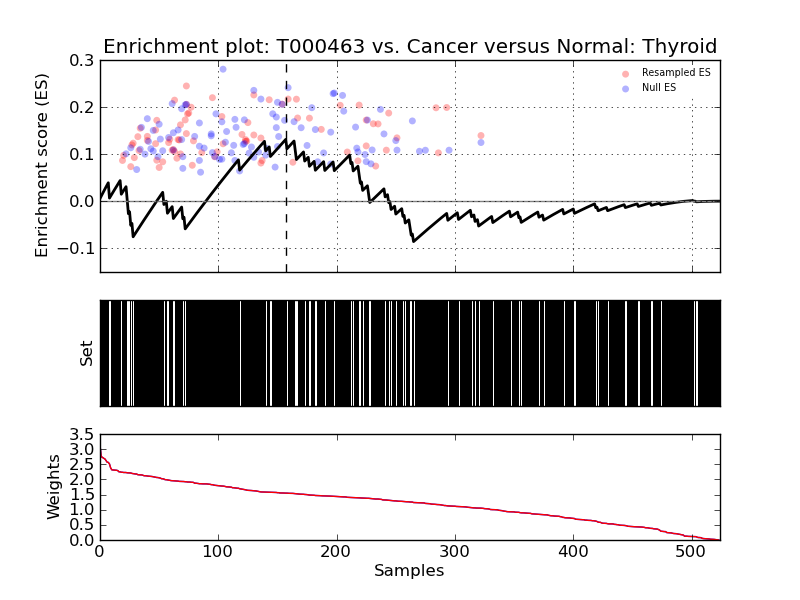 Enrichment plot: T000463 vs. Cancer versus Normal: Thyroid
Enrichment score (ES)
0.3
0.2
0.1
0.0
−0.1
Resampled ES
Null ES
Set
Weights
3.5
3.0
2.5
2.0
1.5
1.0
0.5
0.0
0 100 200 300 400 500
Samples